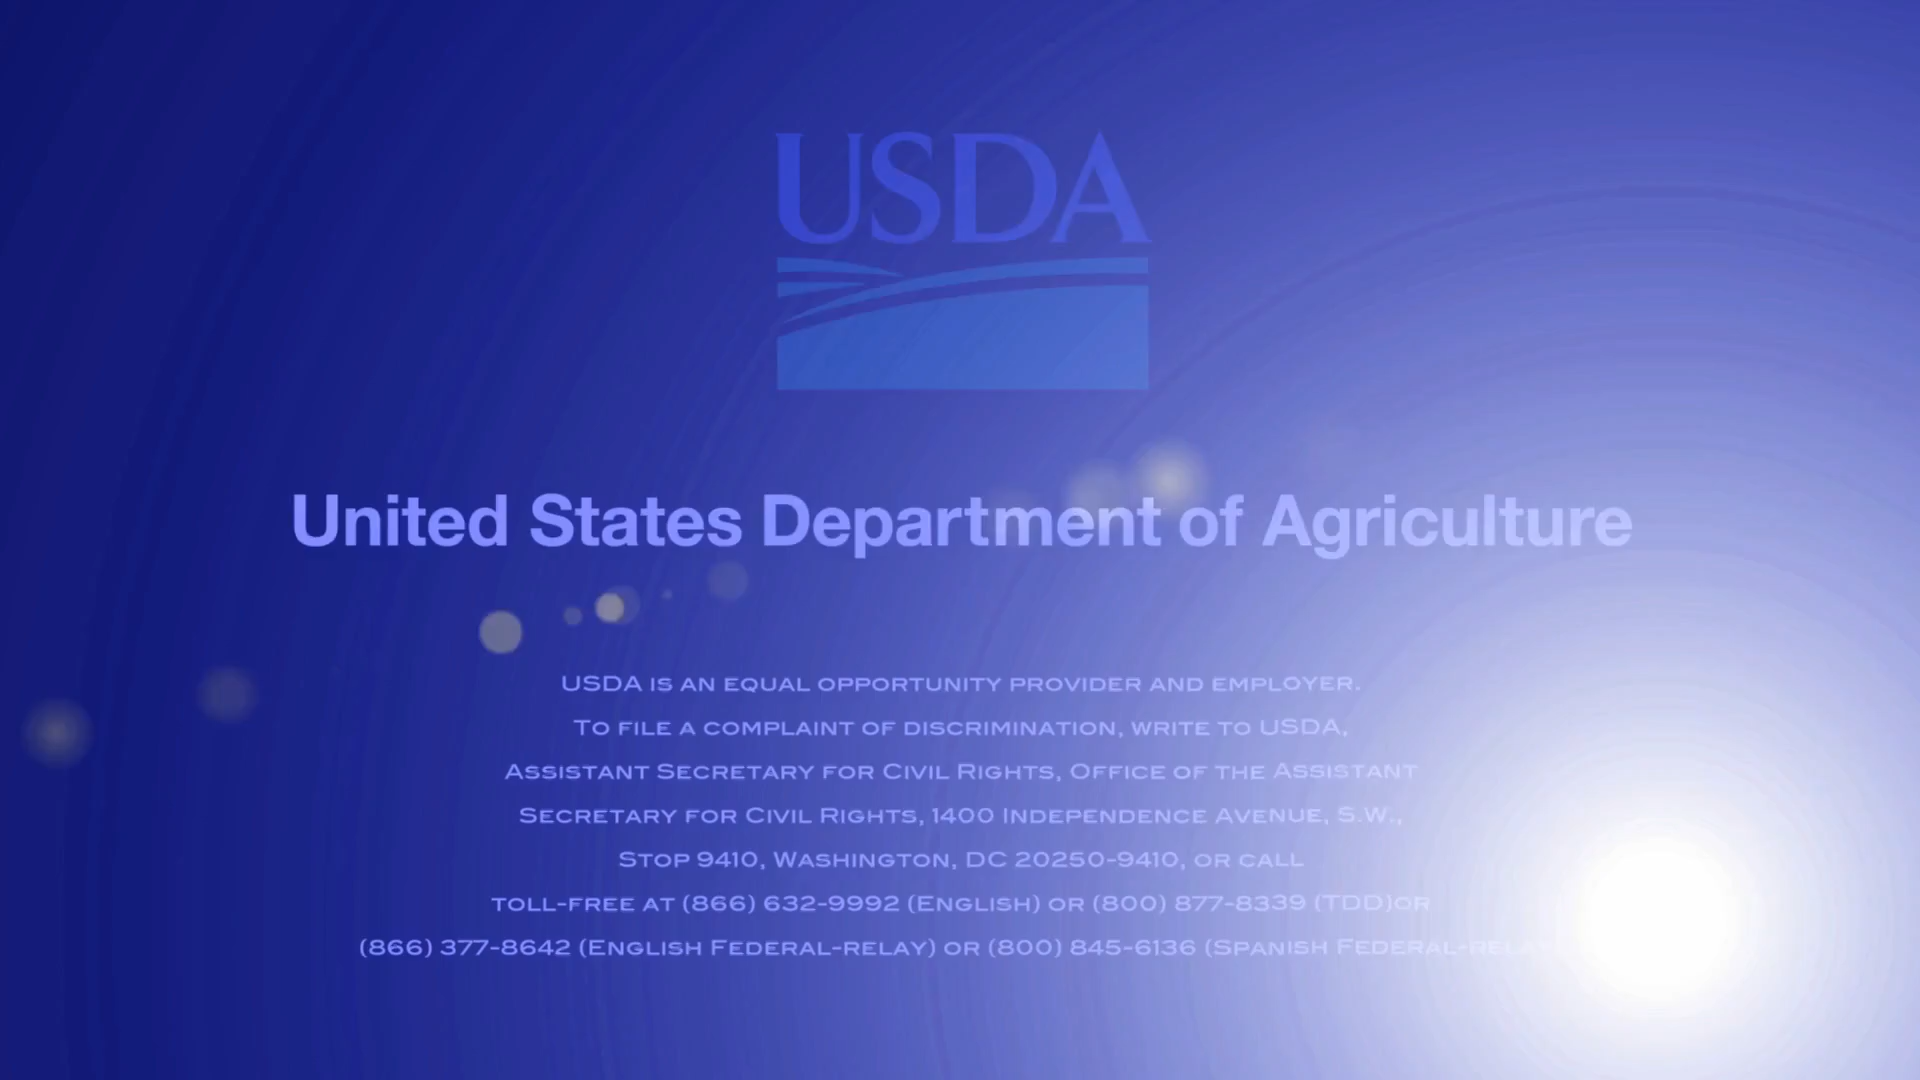 USDA
United States Department of Agriculture
USDA is an equal opportunity provider and employer.
To file a complaint of discrimination, write to USDA,
Assistant Secretary for Civil Rights, Office of the Assistant
Secretary for Civil Rights, 1400 Independence Avenue, S.W.,
Stop 9410, Washington, DC 20250-9410, or call
toll-free at (866) 632-9992 (English) or (800) 877-8339 (TDD)or
(866) 377-8642 (English Federal-relay) or (800) 845-6136 (Spanish Federal-relay